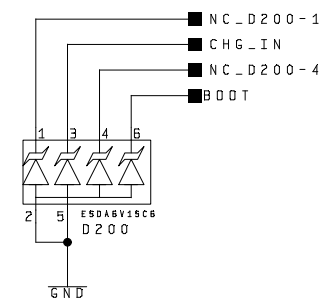 NC_D200-1
CHG_IN
NC_D200-4
BOOT
1 3 4 6
2 5 ESDA6V1SC6
D200
GND